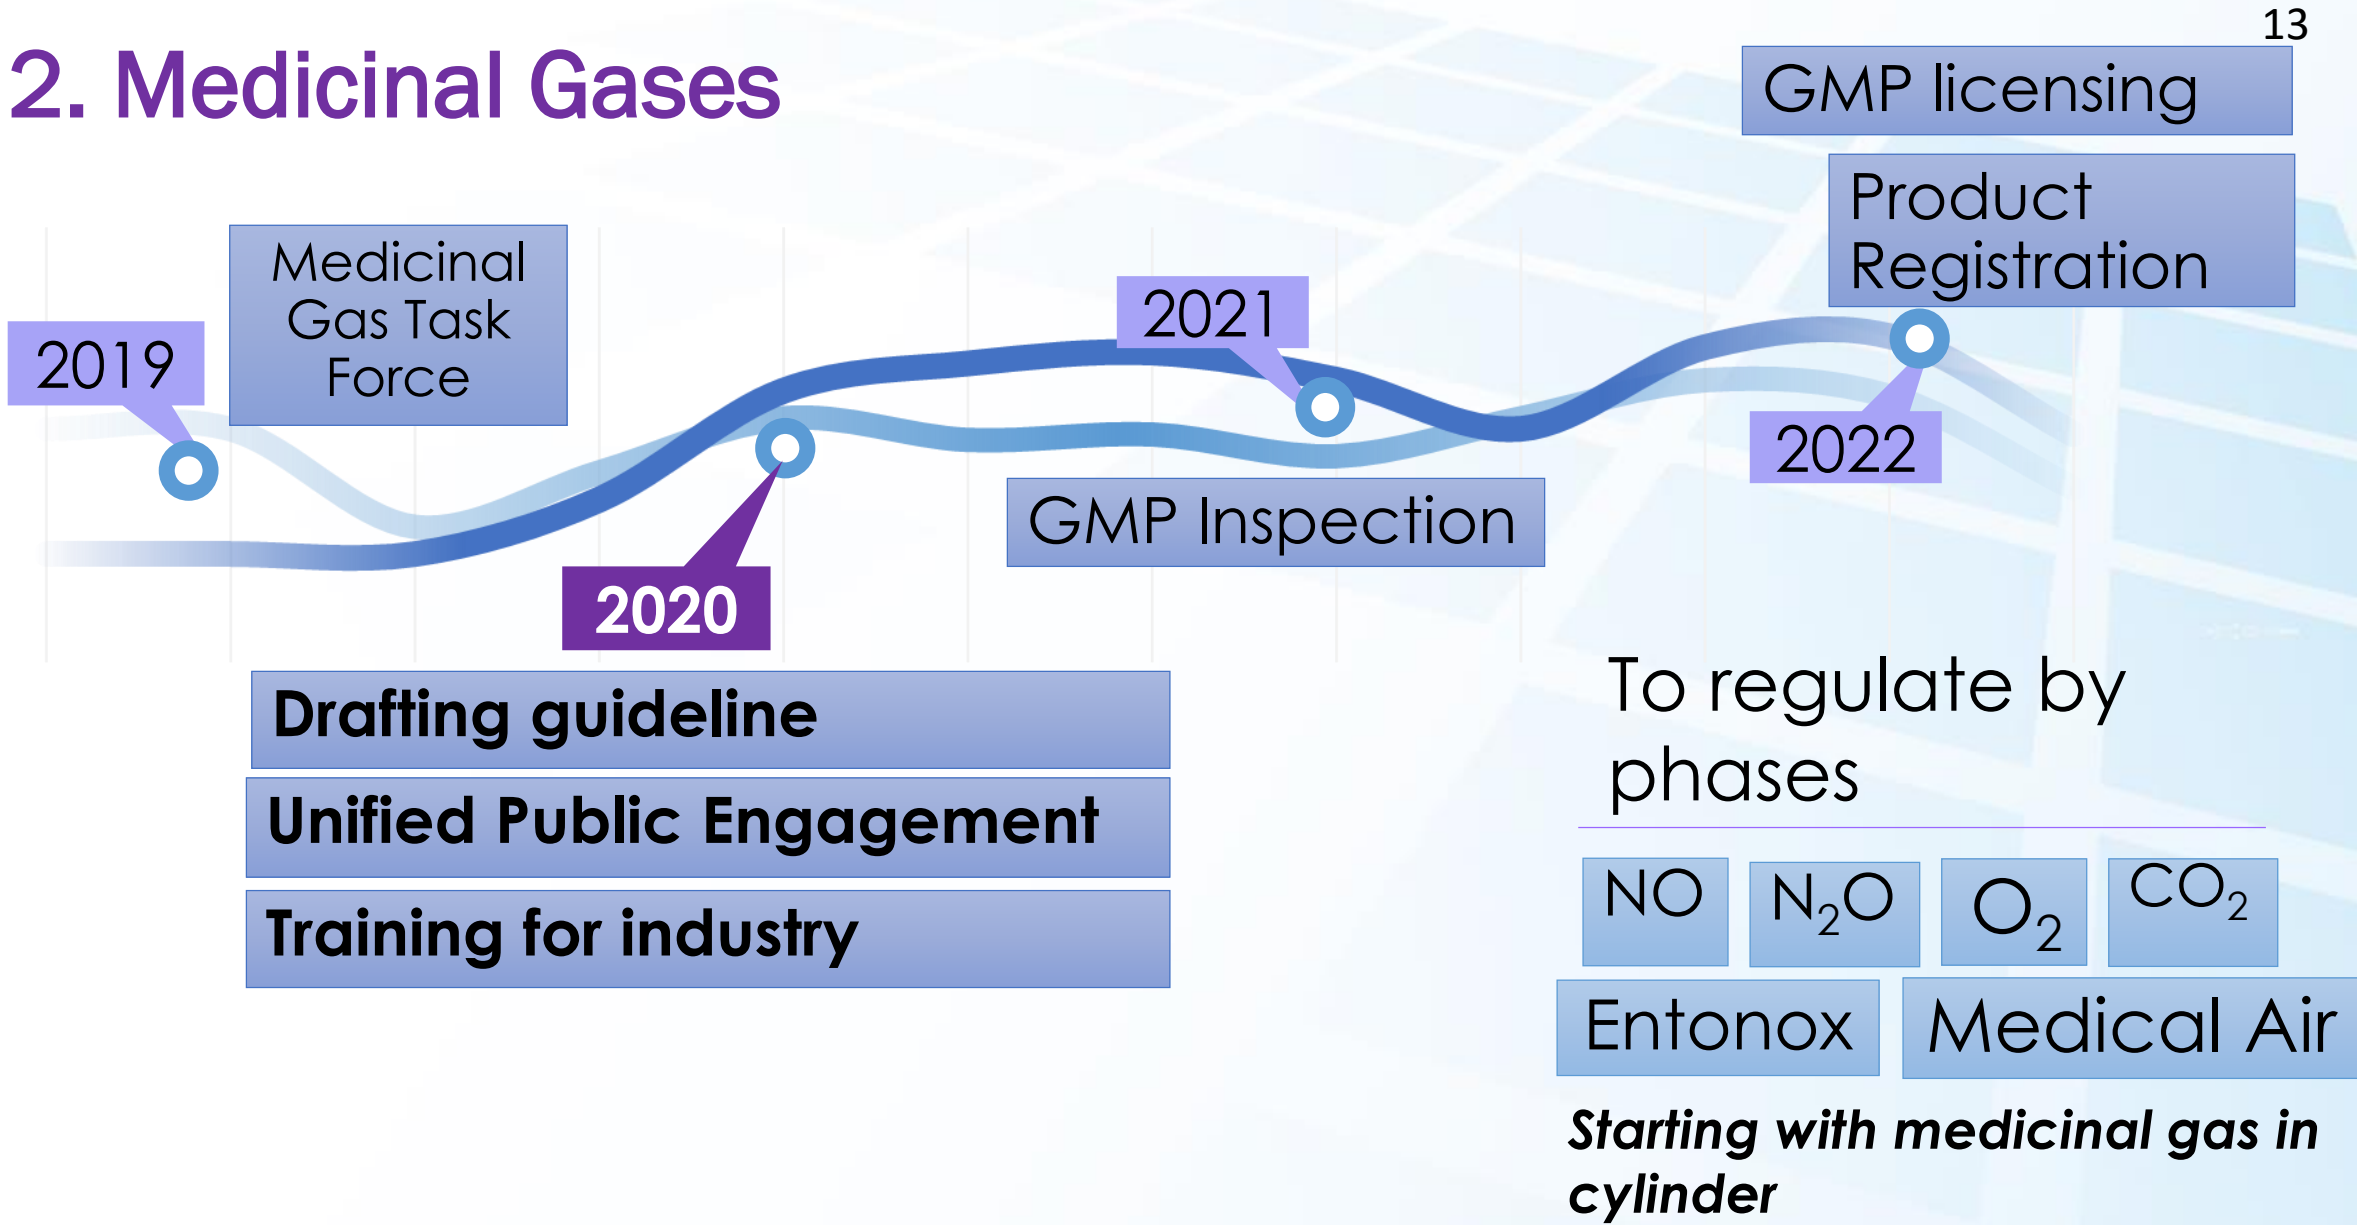 13
2. Medicinal Gases
GMP licensing
Product
Registration
Medicinal
Gas Task
Force
2019
2021
2022
GMP Inspection
2020
Drafting guideline
Unified Public Engagement
Training for industry
To regulate by
phases
NO
N₂O
O₂
CO₂
Entonox
Medical Air
Starting with medicinal gas in
cylinder